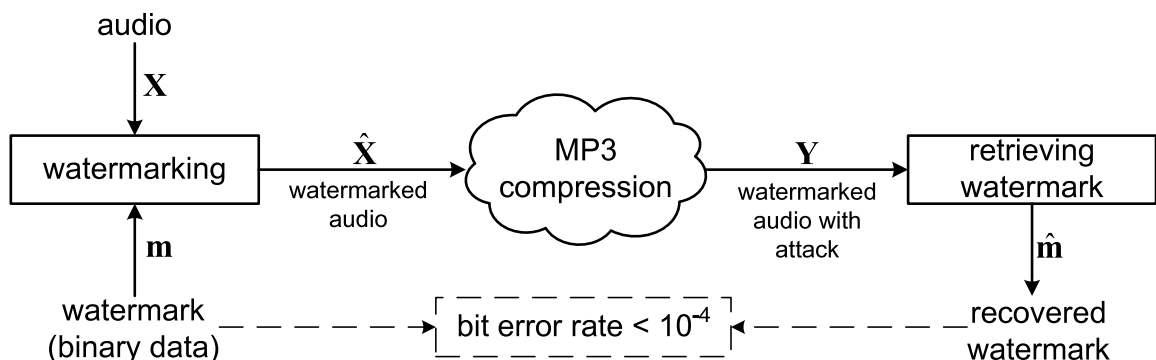 audio
X
watermarking
X̂
watermarked
audio
MP3
compression
Y
watermarked
audio with
attack
retrieving
watermark
m
m̂
watermark
(binary data)
bit error rate < 10⁻⁴
recovered
watermark